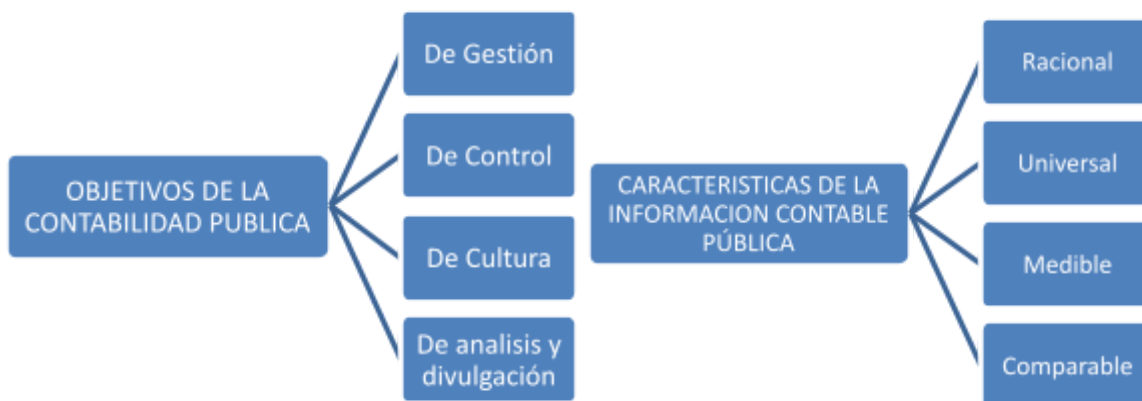 OBJETIVOS DE LA
CONTABILIDAD PUBLICA
De Gestión
De Control
De Cultura
De analisis y
divulgación
CARACTERISTICAS DE LA
INFORMACION CONTABLE
PÚBLICA
Racional
Universal
Medible
Comparable